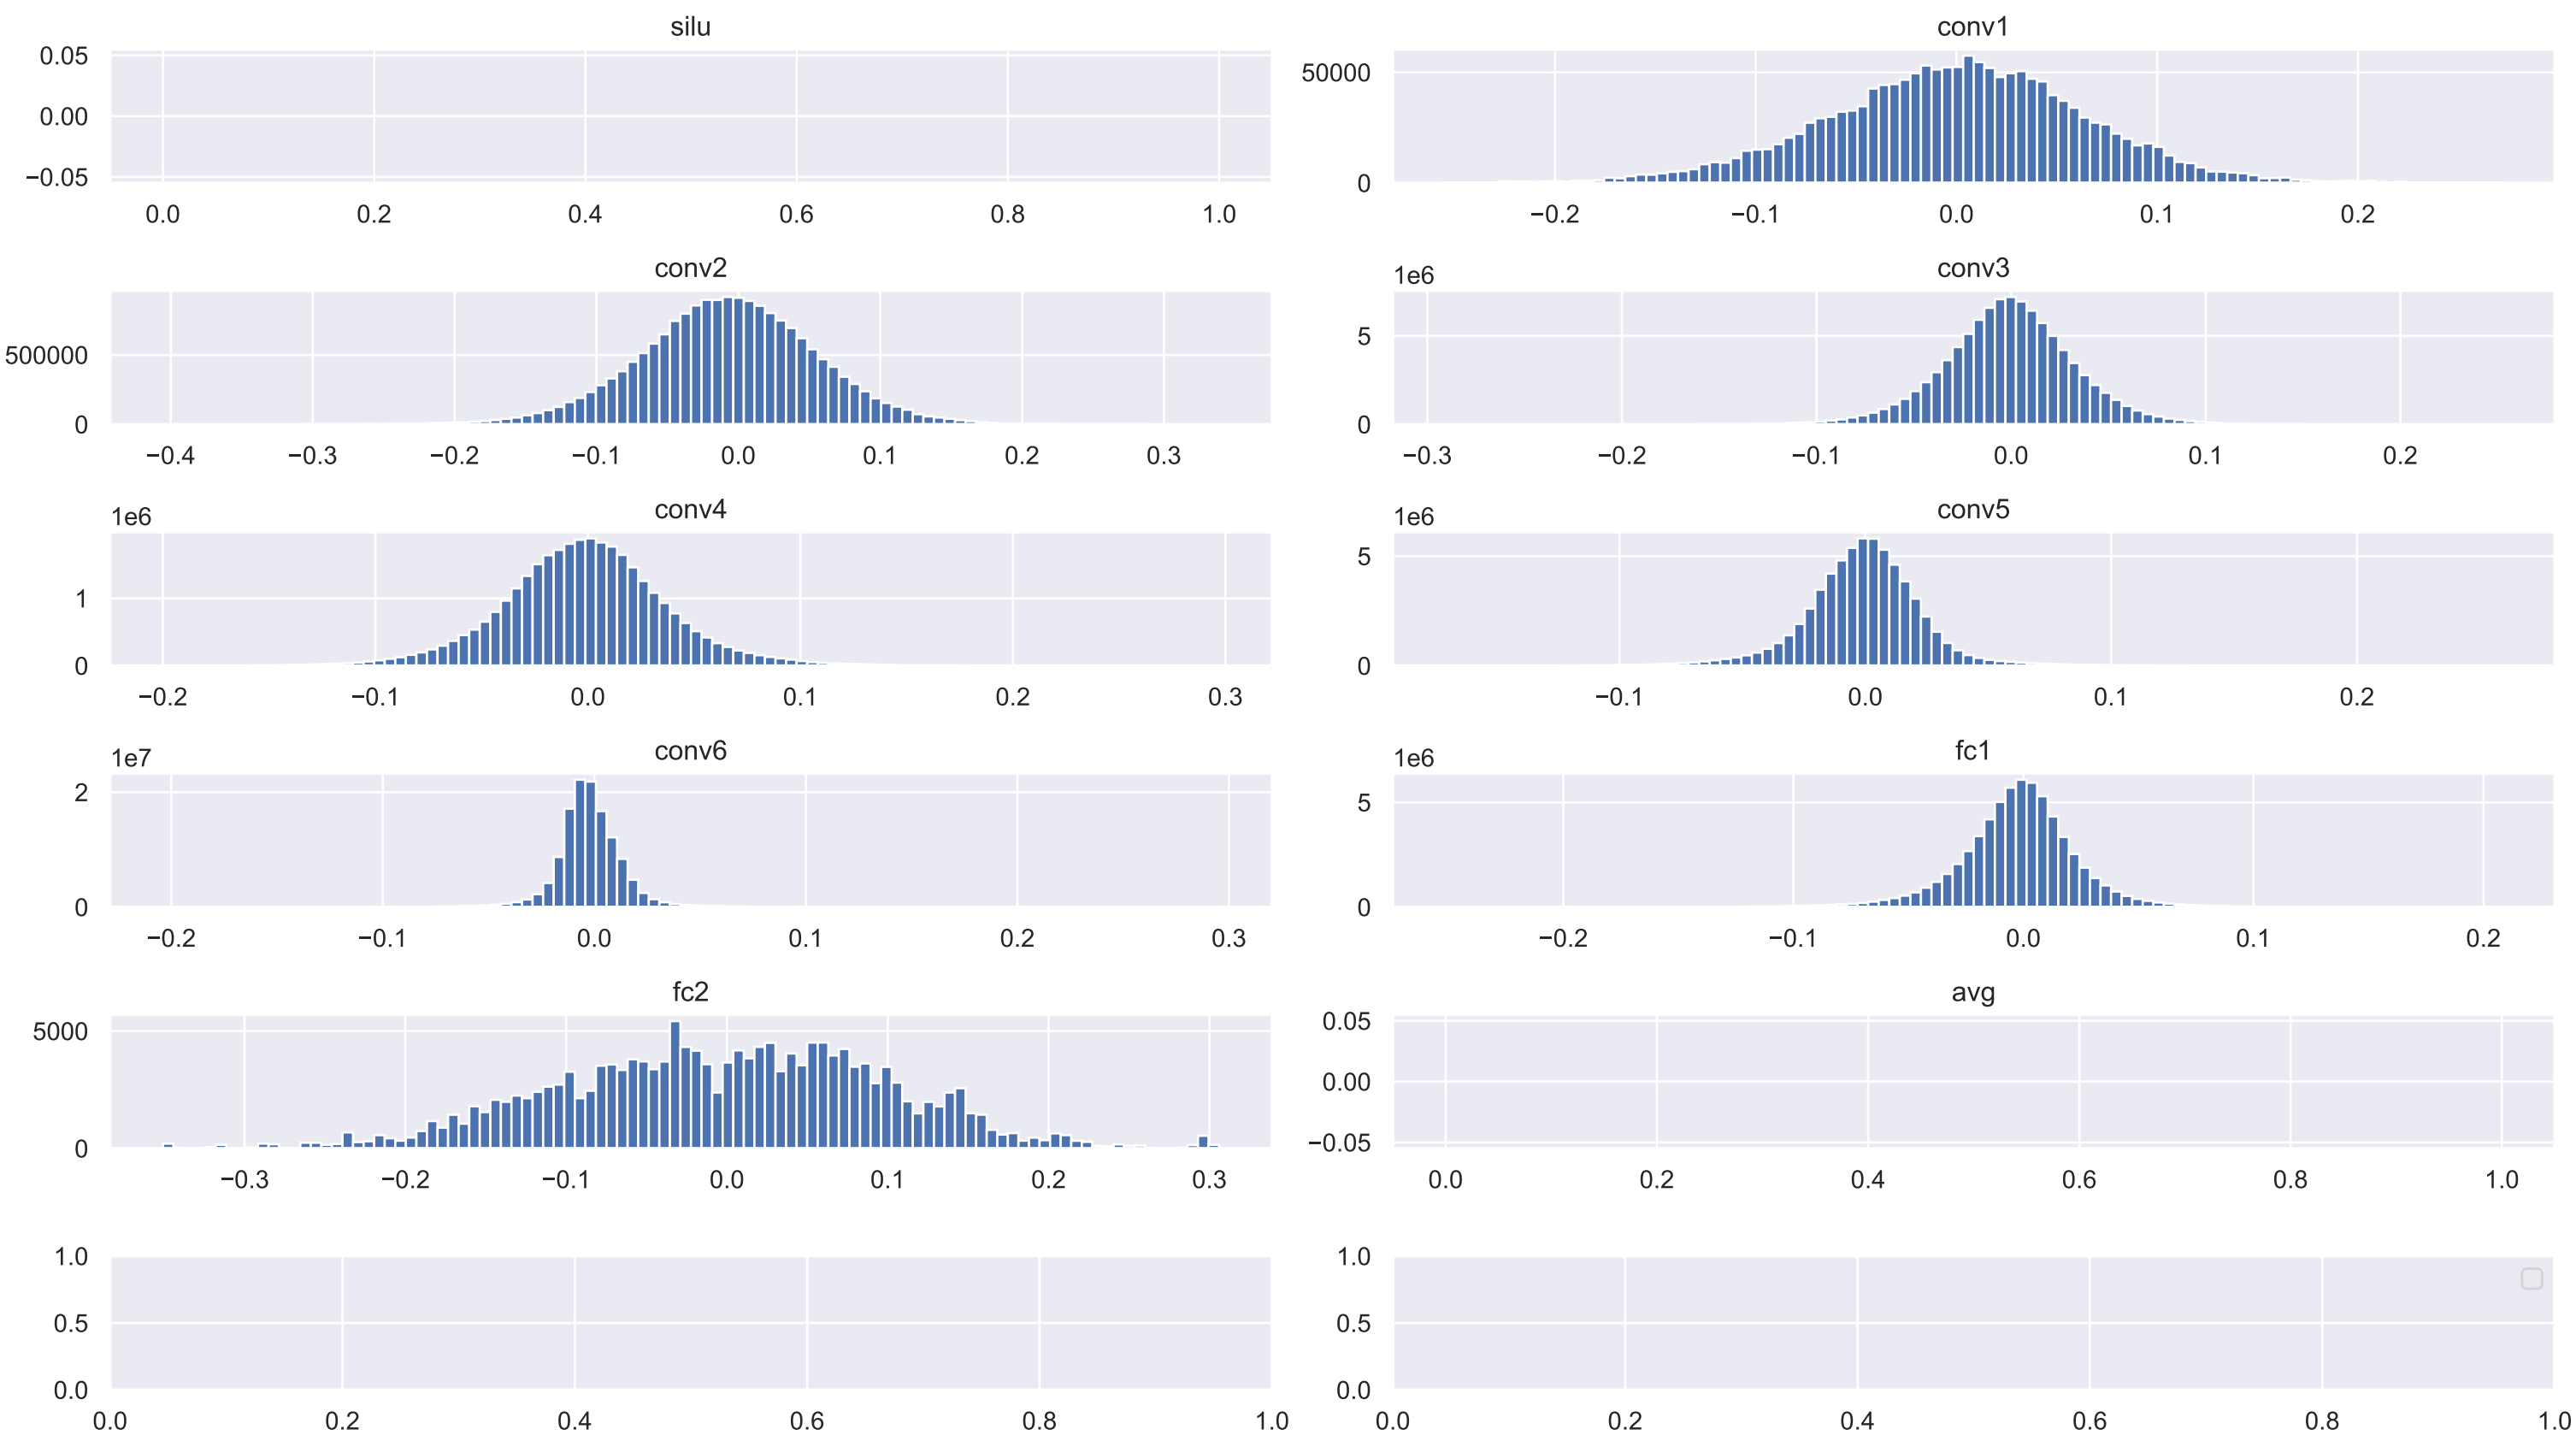 silu
0.05
0.00
−0.05
0.0 0.2 0.4 0.6 0.8 1.0
conv1
50000
0
−0.2 −0.1 0.0 0.1 0.2
conv2
500000
0
−0.4 −0.3 −0.2 −0.1 0.0 0.1 0.2 0.3
conv3
1e6
5
0
−0.3 −0.2 −0.1 0.0 0.1 0.2
conv4
1e6
1
0
−0.2 −0.1 0.0 0.1 0.2 0.3
conv5
1e6
5
0
−0.1 0.0 0.1 0.2
conv6
1e7
2
0
−0.2 −0.1 0.0 0.1 0.2 0.3
fc1
1e6
5
0
−0.2 −0.1 0.0 0.1 0.2
fc2
5000
0
−0.3 −0.2 −0.1 0.0 0.1 0.2 0.3
avg
0.05
0.00
−0.05
0.0 0.2 0.4 0.6 0.8 1.0
1.0
0.5
0.0
0.0 0.2 0.4 0.6 0.8 1.0
1.0
0.5
0.0
0.0 0.2 0.4 0.6 0.8 1.0